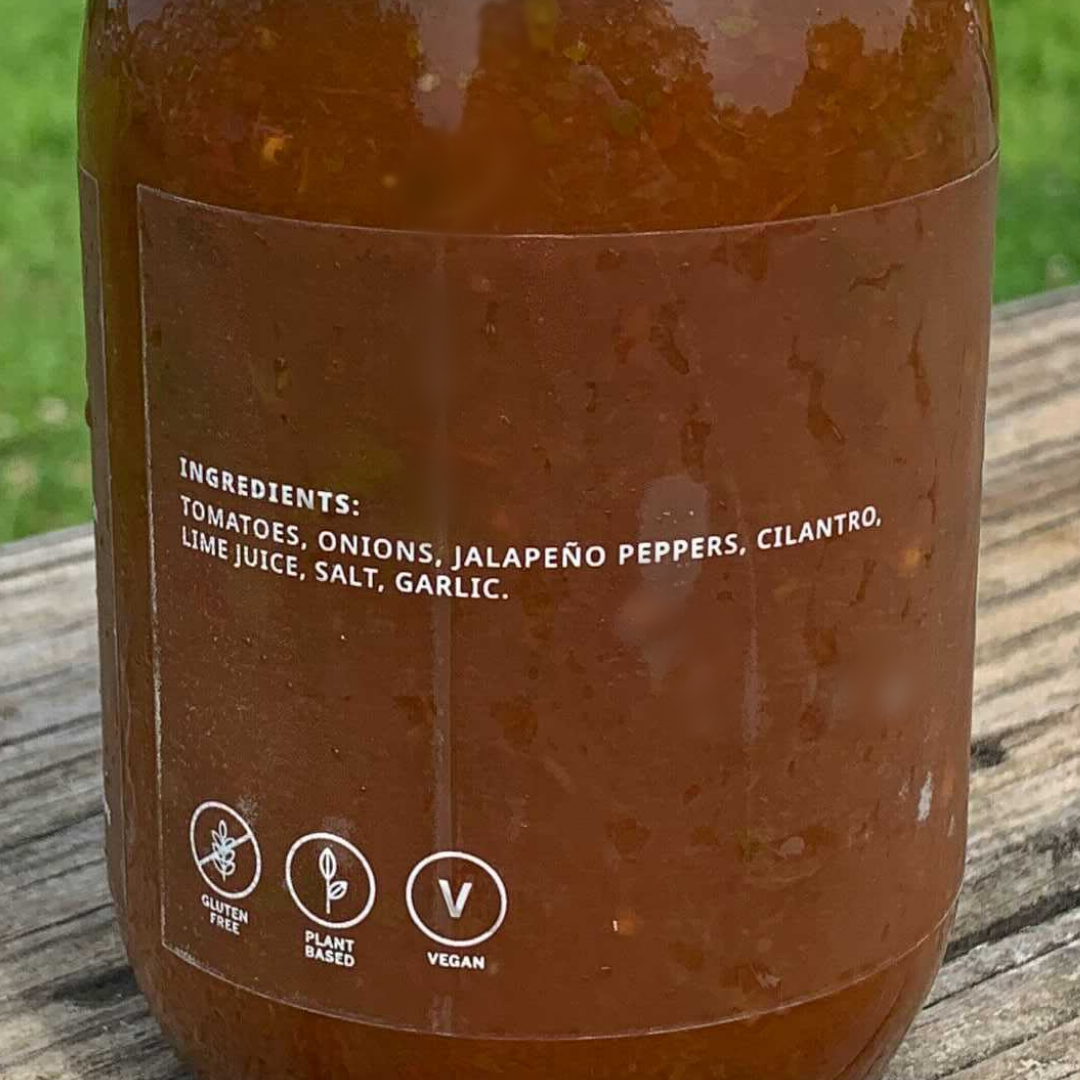 INGREDIENTS:
TOMATOES, ONIONS, JALAPEÑO PEPPERS, CILANTRO,
LIME JUICE, SALT, GARLIC.
GLUTEN
FREE
PLANT
BASED
V
VEGAN